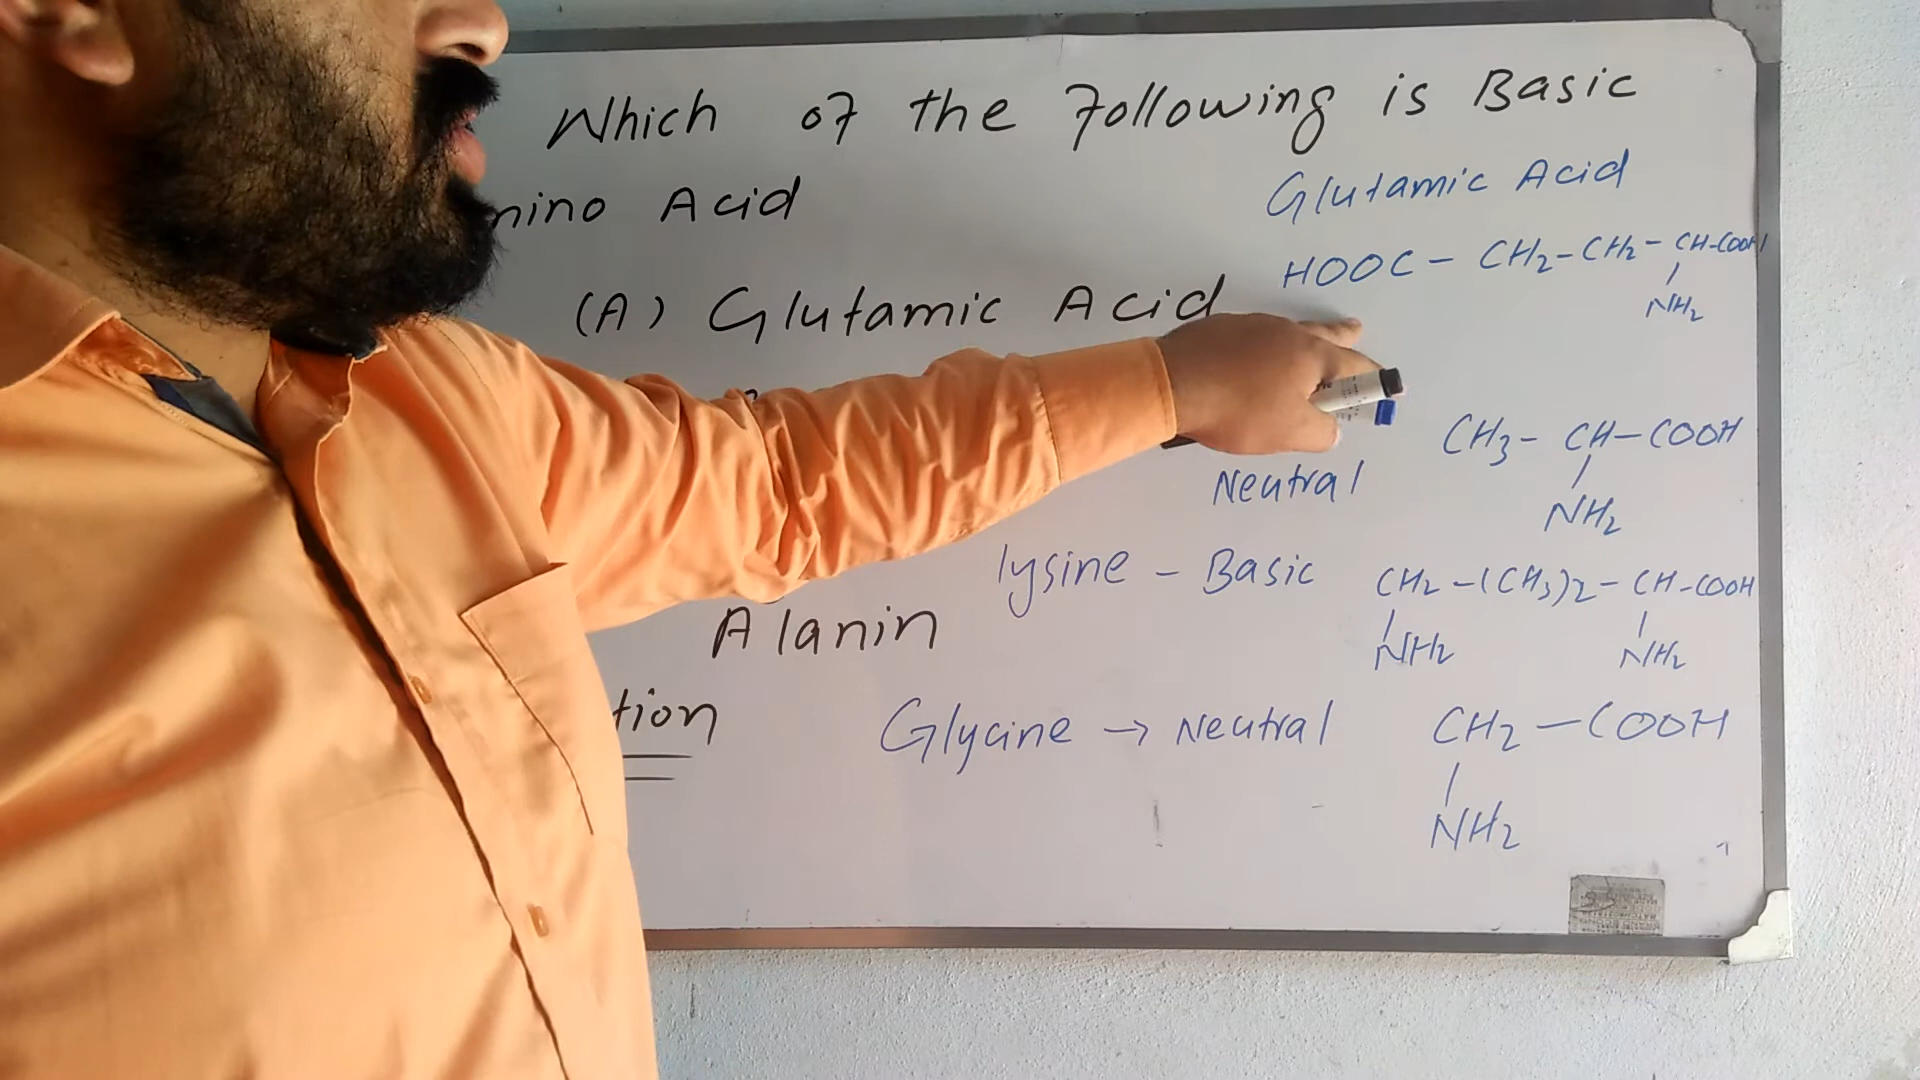 Which of the Following is Basic
mino Acid
Glutamic Acid
HOOC - CH2-CH2- CH-COOH
NH2
(A) Glutamic Acid
CH3- CH-COOH
NH2
Neutral
lysine - Basic CH2 -(CH3)2- CH-COOH
NH2 NH2
Alanin
tion
Glycine → Neutral CH2 - COOH
NH2